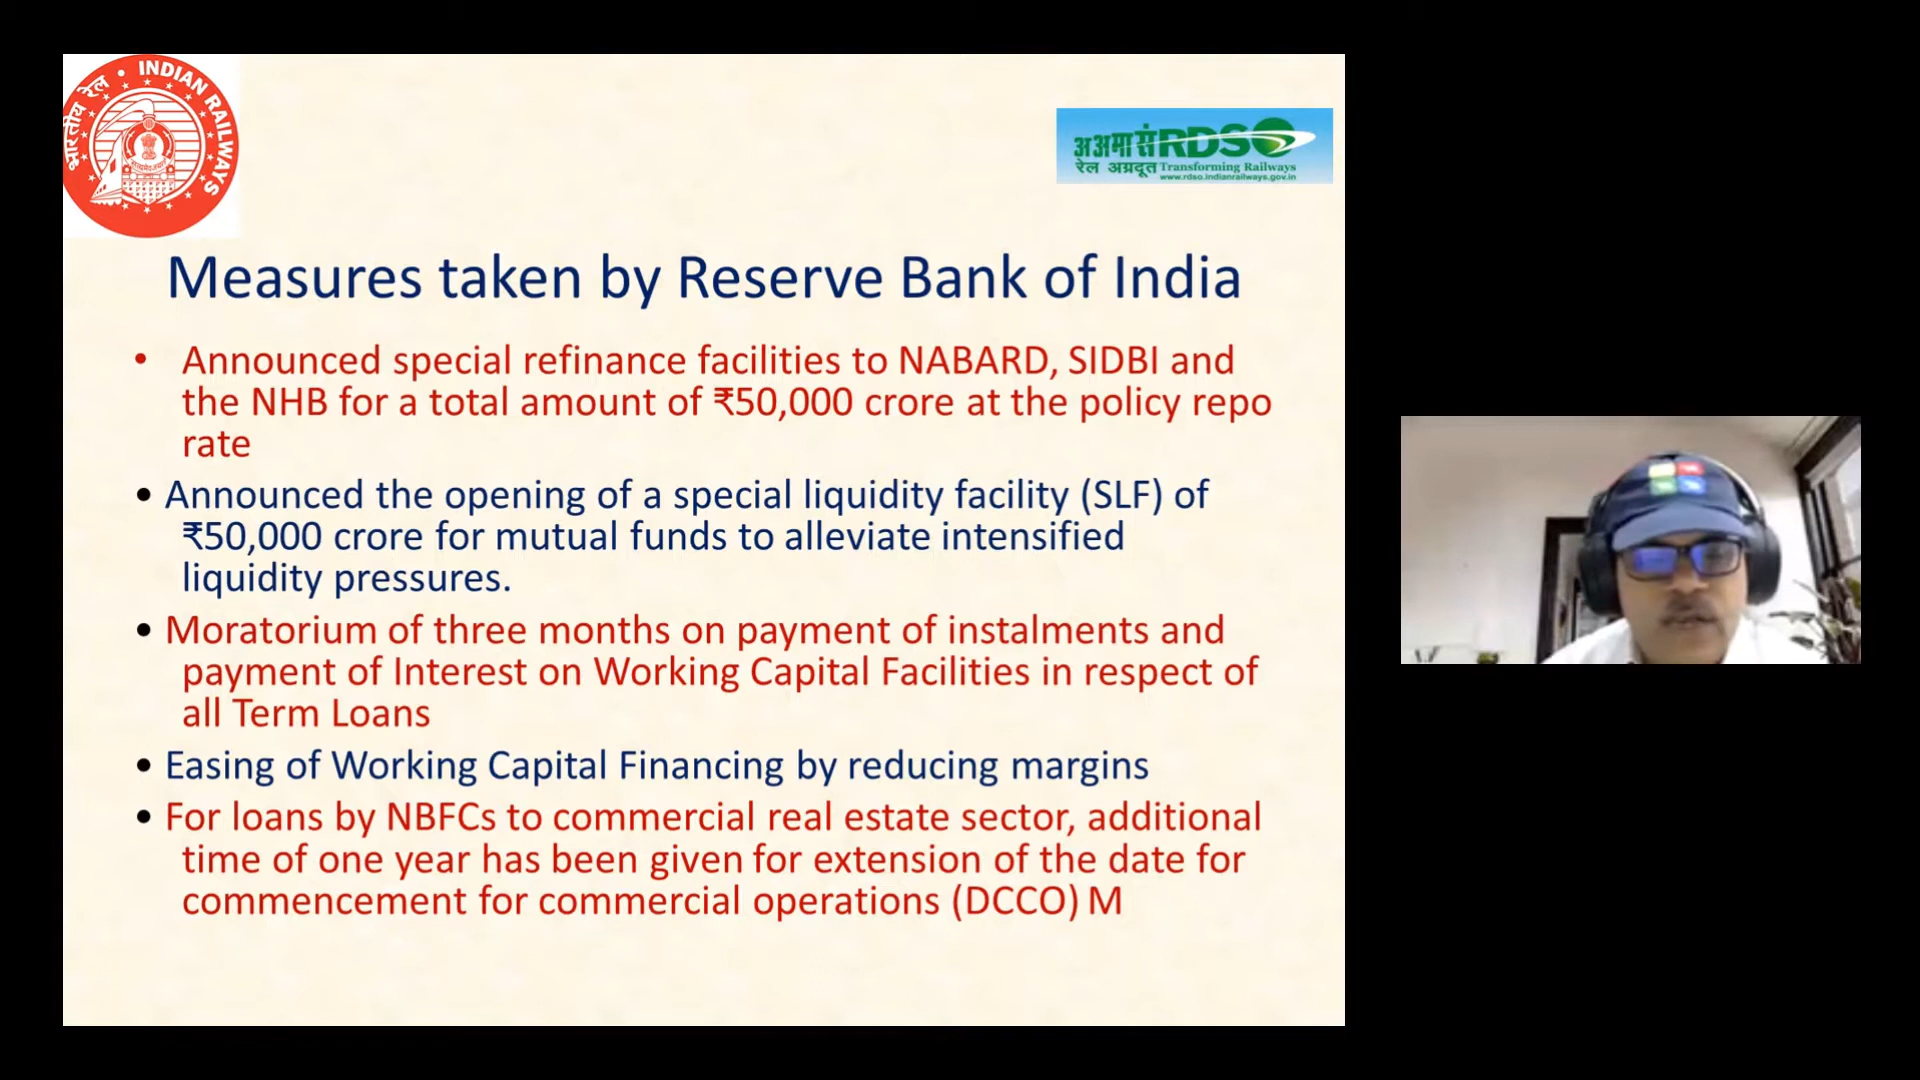 भारतीय रेल • INDIAN RAILWAYS
अ अमा सं RDSO
रेल अग्रदूत Transforming Railways
www.rdso.indianrailways.gov.in
Measures taken by Reserve Bank of India
• Announced special refinance facilities to NABARD, SIDBI and
the NHB for a total amount of ₹50,000 crore at the policy repo
rate
• Announced the opening of a special liquidity facility (SLF) of
₹50,000 crore for mutual funds to alleviate intensified
liquidity pressures.
• Moratorium of three months on payment of instalments and
payment of Interest on Working Capital Facilities in respect of
all Term Loans
• Easing of Working Capital Financing by reducing margins
• For loans by NBFCs to commercial real estate sector, additional
time of one year has been given for extension of the date for
commencement for commercial operations (DCCO) M